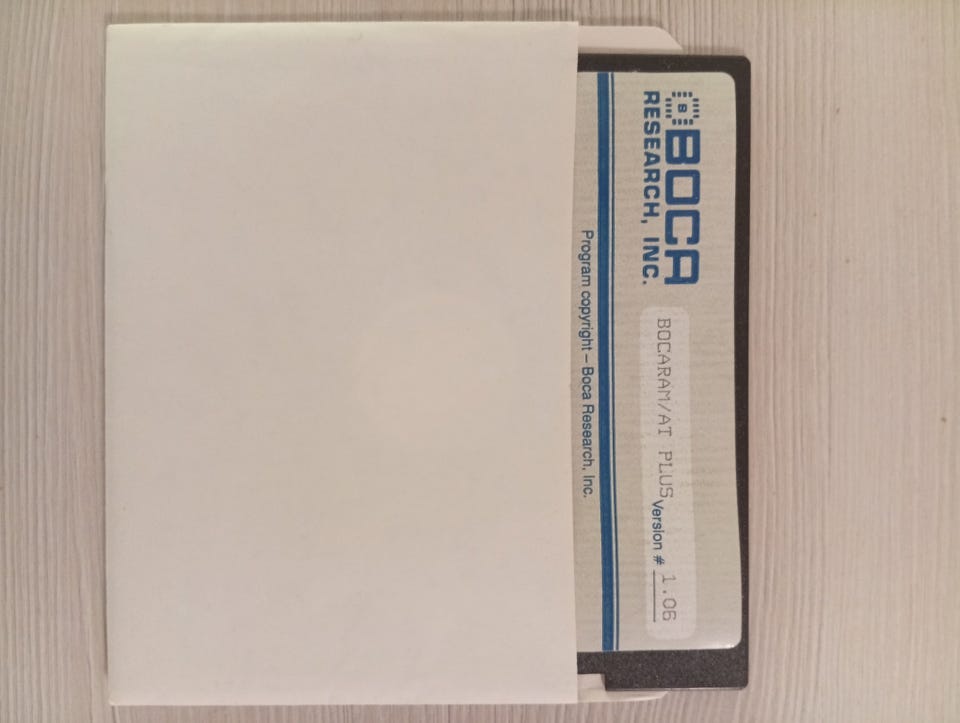 BOCA
RESEARCH, INC.
BOCARAM/AT PLUS
Version # 1.06
Program copyright – Boca Research, Inc.